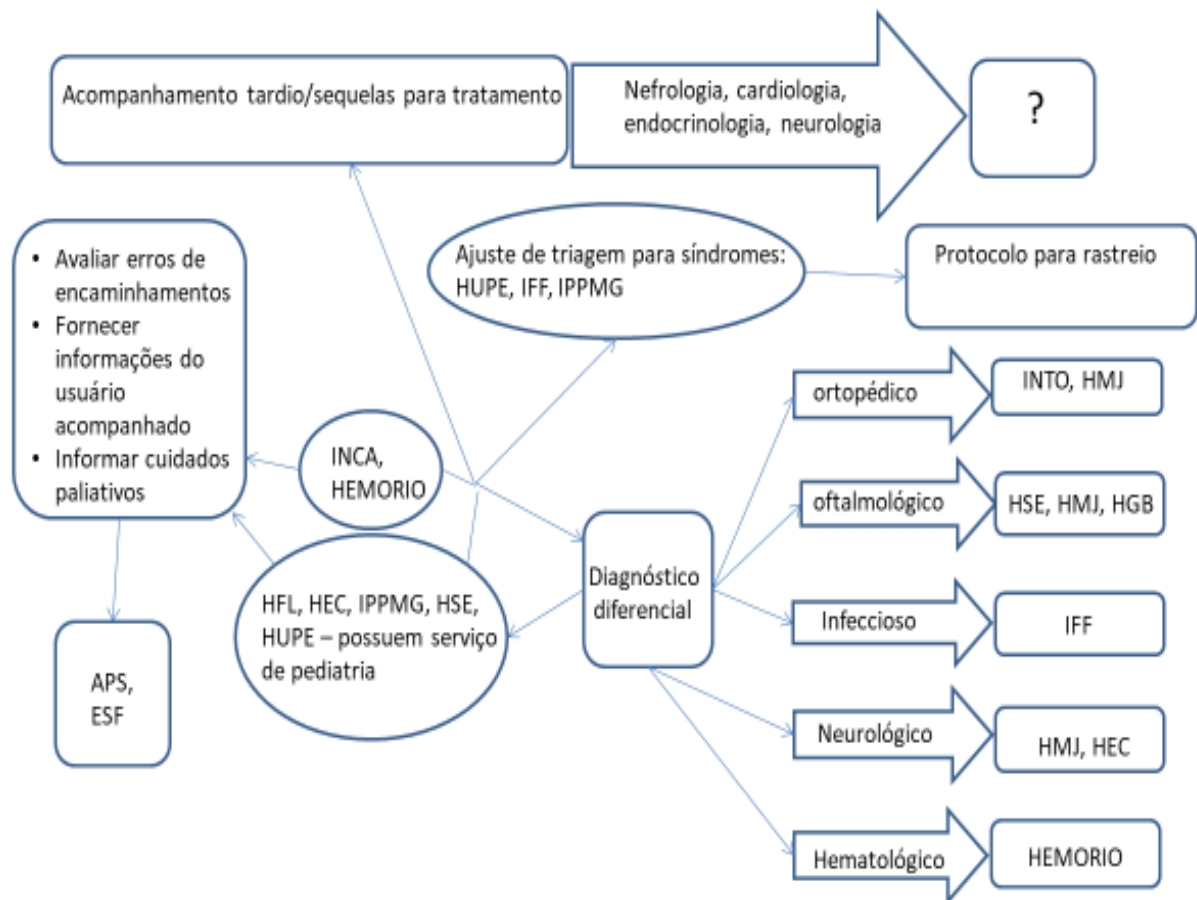 Acompanhamento tardio/sequelas para tratamento
Nefrologia, cardiologia,
endocrinologia, neurologia
?
• Avaliar erros de
encaminhamentos
• Fornecer
informações do
usuário
acompanhado
• Informar cuidados
paliativos
Ajuste de triagem para síndromes:
HUPE, IFF, IPPMG
Protocolo para rastreio
INCA,
HEMORIO
HFL, HEC, IPPMG, HSE,
HUPE – possuem serviço
de pediatria
APS,
ESF
Diagnóstico
diferencial
ortopédico
INTO, HMJ
oftalmológico
HSE, HMJ, HGB
Infeccioso
IFF
Neurológico
HMJ, HEC
Hematológico
HEMORIO